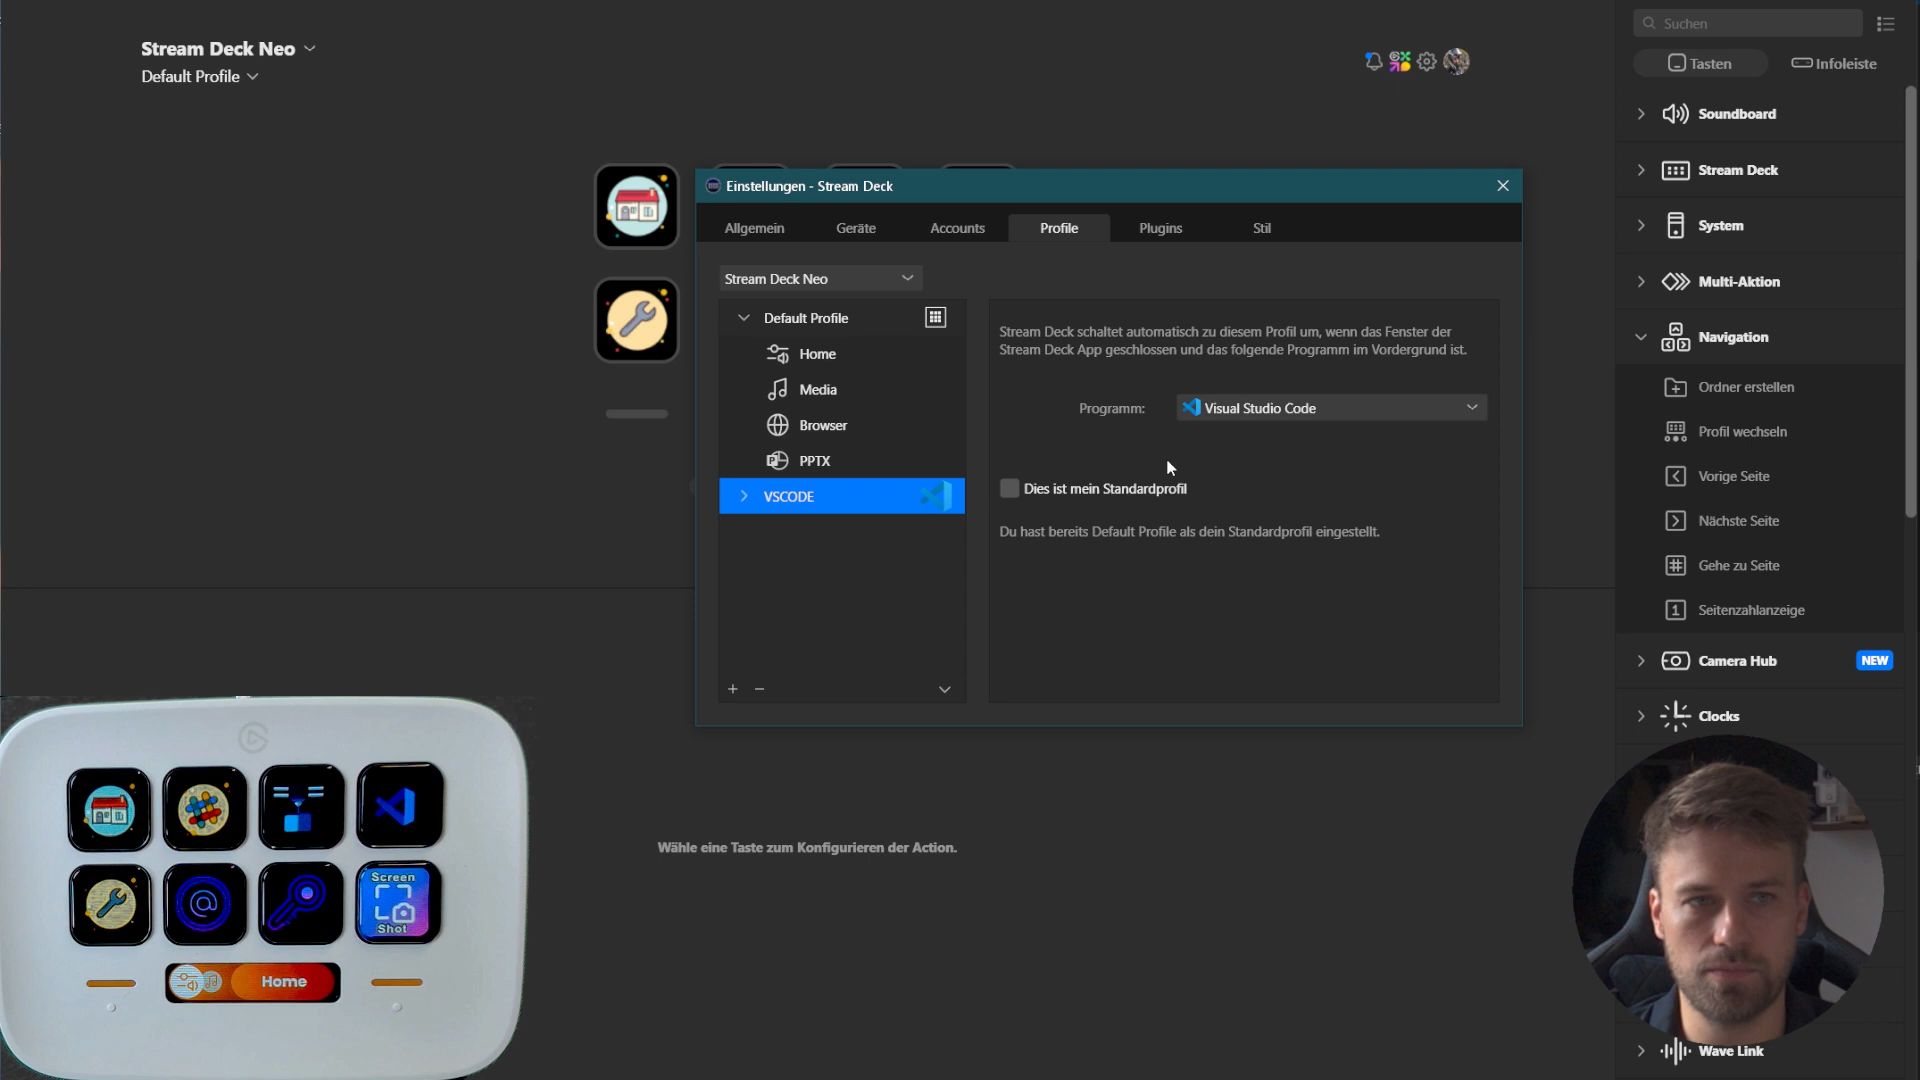 Stream Deck Neo
Default Profile
Einstellungen - Stream Deck
Allgemein
Geräte
Accounts
Profile
Plugins
Stil
Stream Deck Neo
Default Profile
Home
Media
Browser
PPTX
VSCODE
Stream Deck schaltet automatisch zu diesem Profil um, wenn das Fenster der
Stream Deck App geschlossen und das folgende Programm im Vordergrund ist.
Programm:
Visual Studio Code
Dies ist mein Standardprofil
Du hast bereits Default Profile als dein Standardprofil eingestellt.
Wähle eine Taste zum Konfigurieren der Action.
Suchen
Tasten
Infoleiste
Soundboard
Stream Deck
System
Multi-Aktion
Navigation
Ordner erstellen
Profil wechseln
Vorige Seite
Nächste Seite
Gehe zu Seite
Seitenzahlanzeige
Camera Hub
NEW
Clocks
Wave Link
Screen
Shot
Home